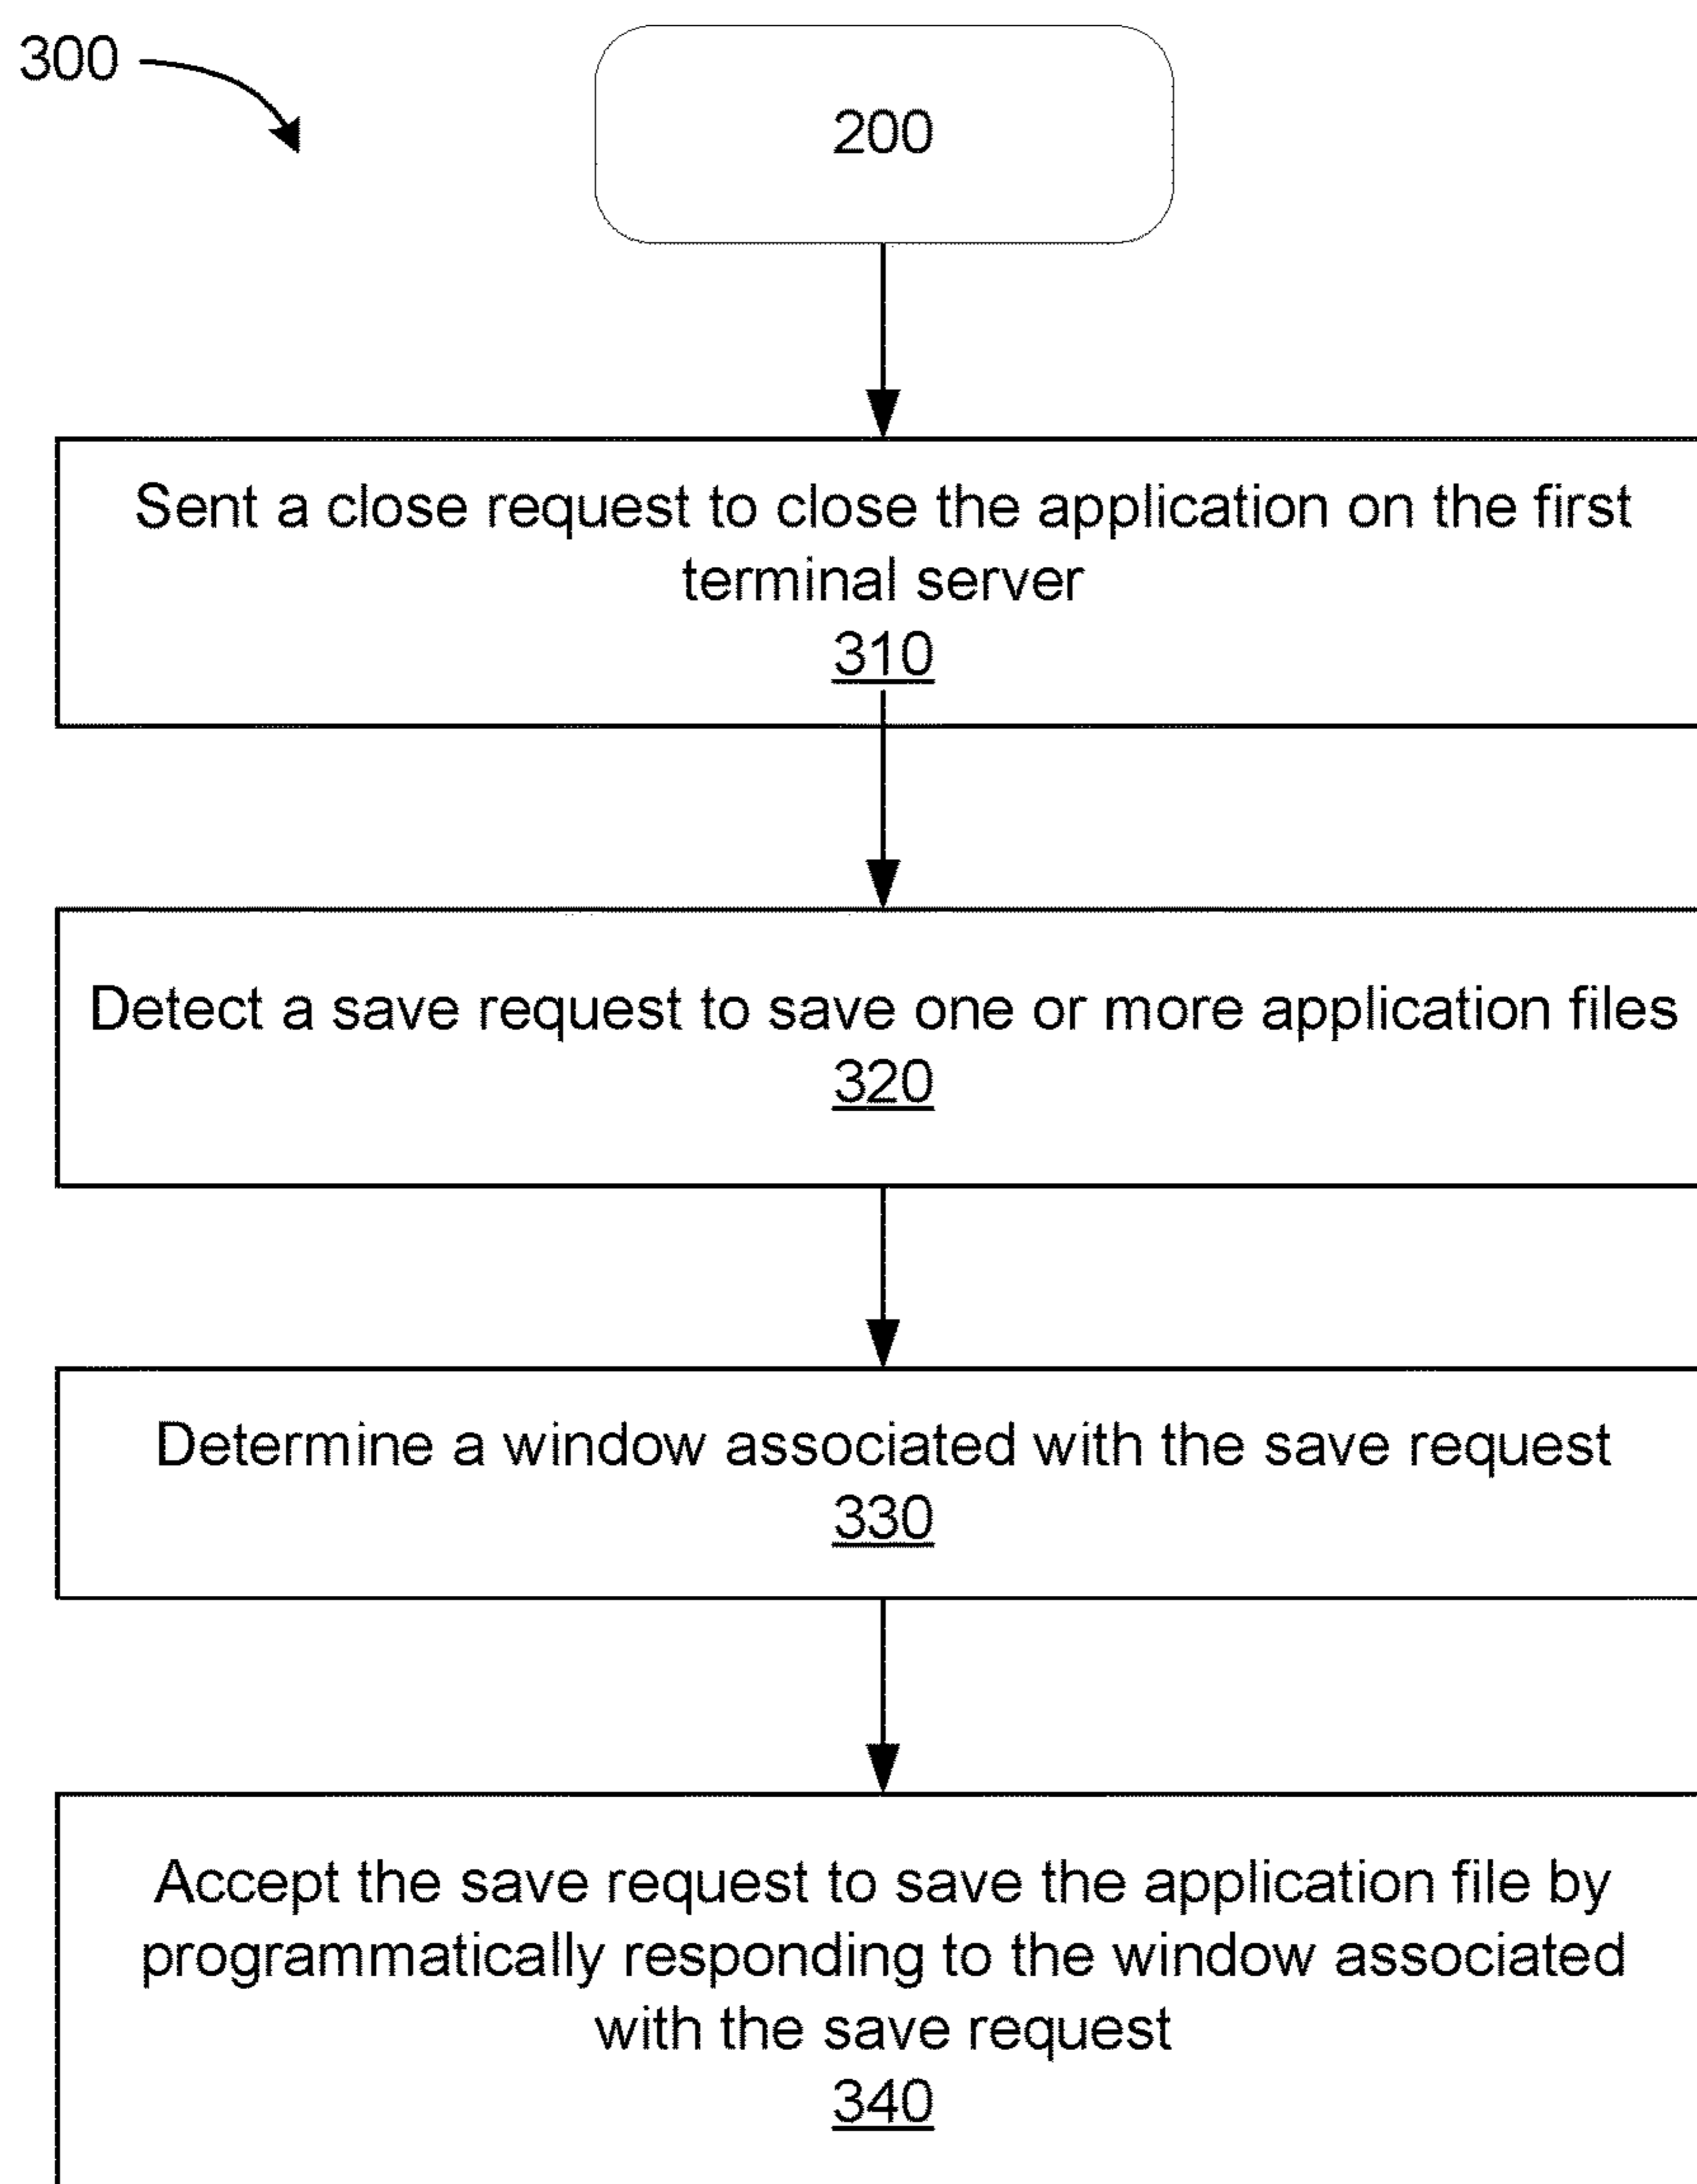 300
200
Sent a close request to close the application on the first
terminal server
310
Detect a save request to save one or more application files
320
Determine a window associated with the save request
330
Accept the save request to save the application file by
programmatically responding to the window associated
with the save request
340